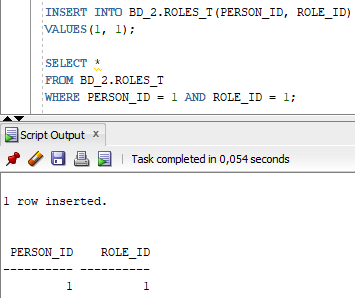 INSERT INTO BD_2.ROLES_T(PERSON_ID, ROLE_ID)
VALUES(1, 1);
SELECT *
FROM BD_2.ROLES_T
WHERE PERSON_ID = 1 AND ROLE_ID = 1;
Script Output x
Task completed in 0,054 seconds
1 row inserted.
PERSON_ID ROLE_ID
---------- ----------
1 1